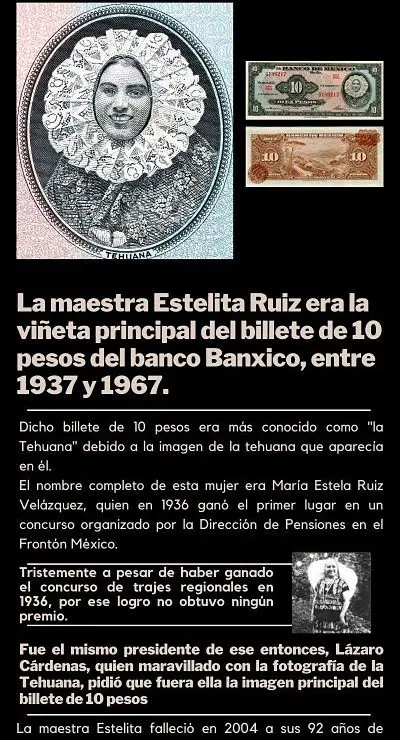 BANCO DE MEXICO
10
10
10
DIEZ PESOS
BANCO DE MEXICO
10
10
TEHUANA
La maestra Estelita Ruiz era la
viñeta principal del billete de 10
pesos del banco Banxico, entre
1937 y 1967.
Dicho billete de 10 pesos era más conocido como "la
Tehuana" debido a la imagen de la tehuana que aparecía
en él.
El nombre completo de esta mujer era María Estela Ruiz
Velázquez, quien en 1936 ganó el primer lugar en un
concurso organizado por la Dirección de Pensiones en el
Frontón México.
Tristemente a pesar de haber ganado
el concurso de trajes regionales en
1936, por ese logro no obtuvo ningún
premio.
Fue el mismo presidente de ese entonces, Lázaro
Cárdenas, quien maravillado con la fotografía de la
Tehuana, pidió que fuera ella la imagen principal del
billete de 10 pesos
La maestra Estelita falleció en 2004 a sus 92 años de